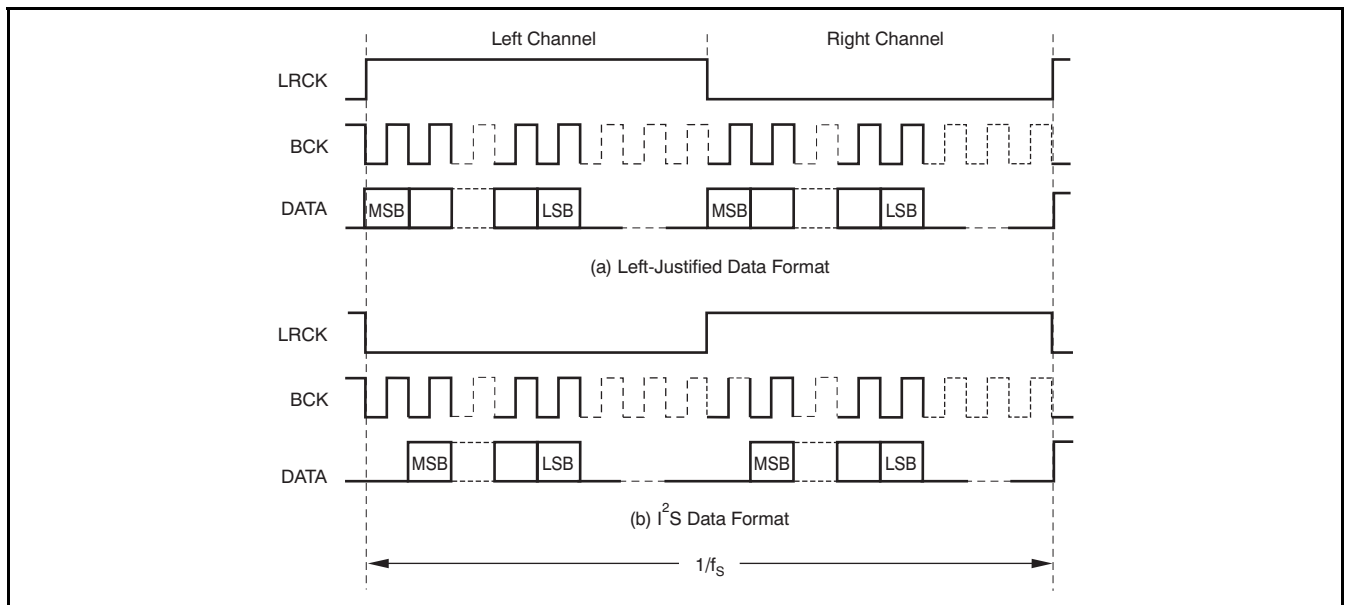 Left Channel Right Channel
LRCK
BCK
DATA MSB LSB MSB LSB
(a) Left-Justified Data Format
LRCK
BCK
DATA MSB LSB MSB LSB
(b) I²S Data Format
1/fS